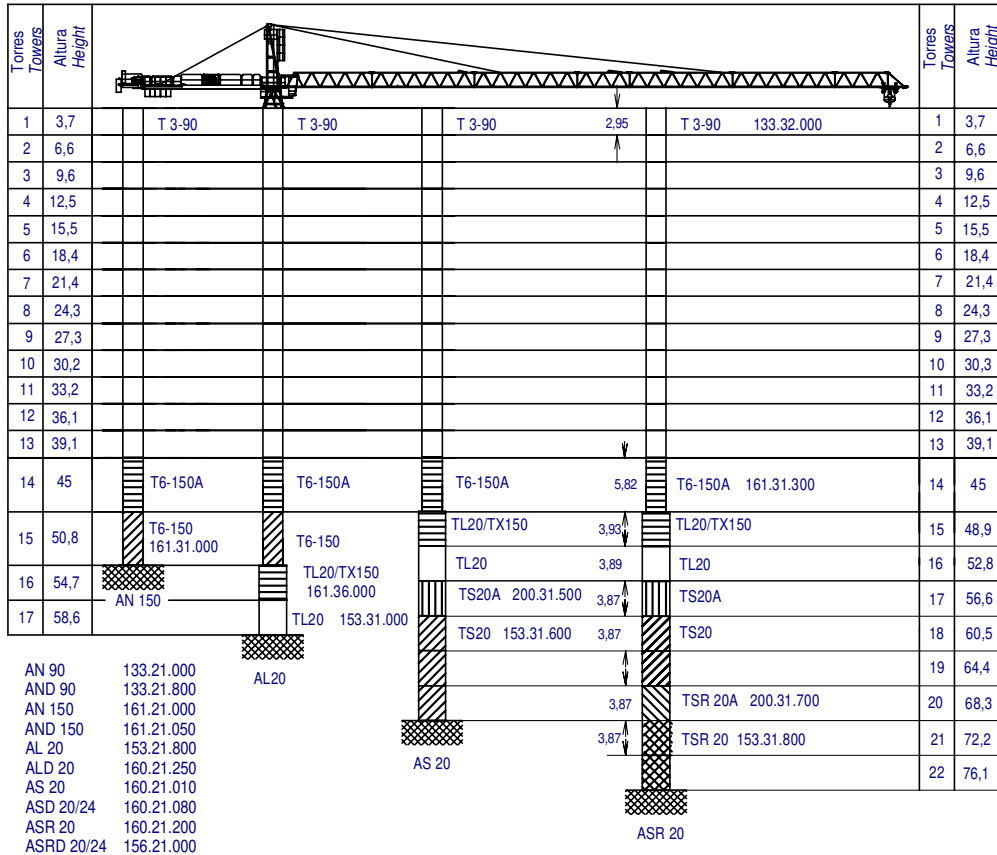 Torres Towers Altura Height Torres Towers Altura Height
1 3,7 T 3-90 T 3-90 T 3-90 2,95 T 3-90 133.32.000 1 3,7
2 6,6 2 6,6
3 9,6 3 9,6
4 12,5 4 12,5
5 15,5 5 15,5
6 18,4 6 18,4
7 21,4 7 21,4
8 24,3 8 24,3
9 27,3 9 27,3
10 30,2 10 30,3
11 33,2 11 33,2
12 36,1 12 36,1
13 39,1 13 39,1
14 45 T6-150A T6-150A T6-150A 5,82 T6-150A 161.31.300 14 45
15 50,8 T6-150 161.31.000 T6-150 TL20/TX150 3,93 TL20/TX150 15 48,9
16 54,7 AN 150 TL20/TX150 161.36.000 TL20 3,89 TL20 16 52,8
17 58,6 TL20 153.31.000 TS20A 200.31.500 3,87 TS20A 17 56,6
TS20 153.31.600 3,87 TS20 18 60,5
AL20 19 64,4
3,87 TSR 20A 200.31.700 20 68,3
AS 20 3,87 TSR 20 153.31.800 21 72,2
22 76,1
ASR 20
AN 90 133.21.000
AND 90 133.21.800
AN 150 161.21.000
AND 150 161.21.050
AL 20 153.21.800
ALD 20 160.21.250
AS 20 160.21.010
ASD 20/24 160.21.080
ASR 20 160.21.200
ASRD 20/24 156.21.000